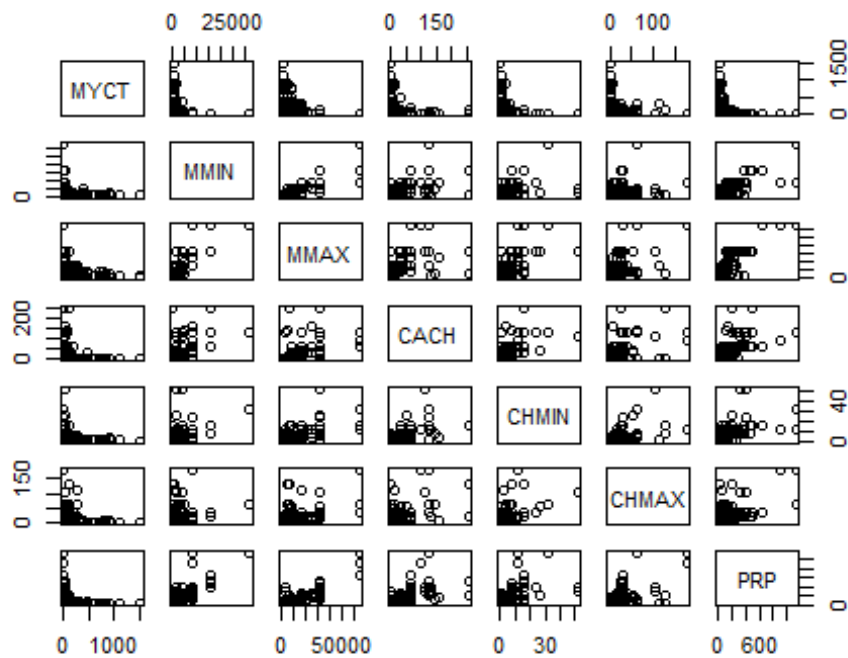 0 25000 0 150 0 100
MYCT 0 1500
0 MMIN
MMAX 0
0 200 CACH
CHMIN 0 40
0 150 CHMAX
PRP 0
0 1000 0 50000 0 30 0 600